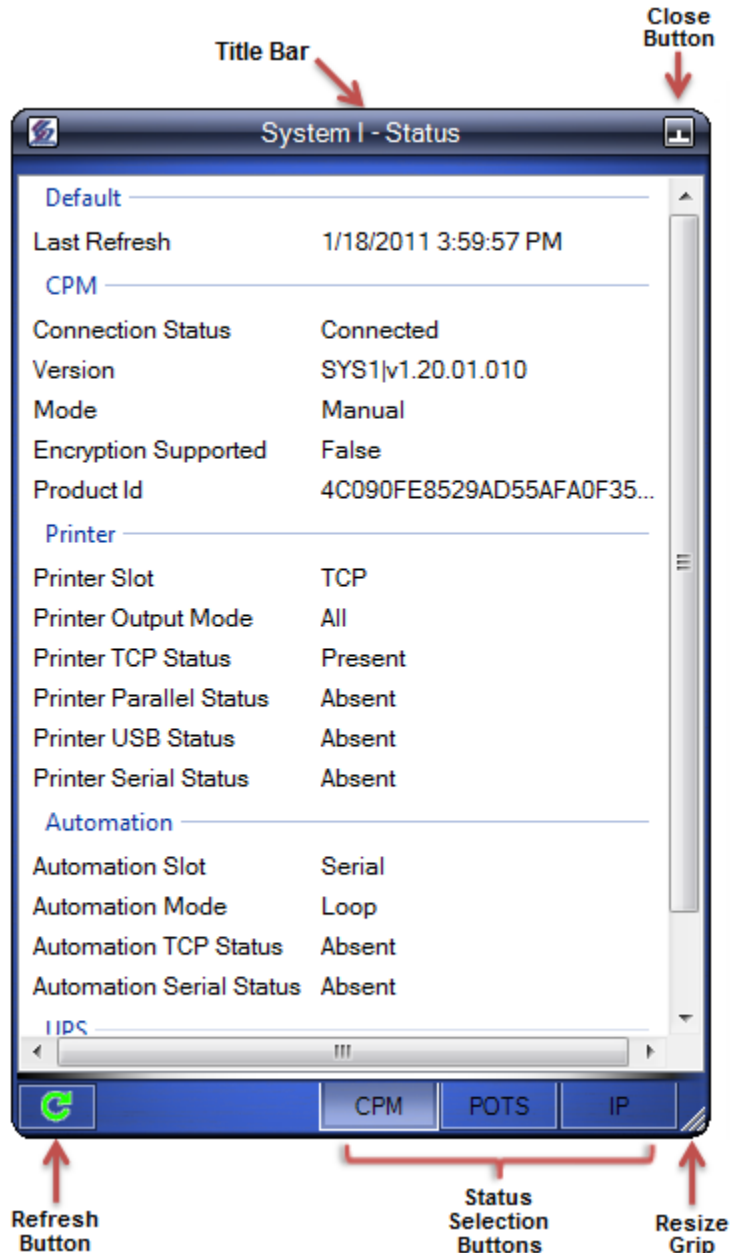 Close
Button
Title Bar
System I - Status
Default
Last Refresh 1/18/2011 3:59:57 PM
CPM
Connection Status Connected
Version SYS1|v1.20.01.010
Mode Manual
Encryption Supported False
Product Id 4C090FE8529AD55AFA0F35...
Printer
Printer Slot TCP
Printer Output Mode All
Printer TCP Status Present
Printer Parallel Status Absent
Printer USB Status Absent
Printer Serial Status Absent
Automation
Automation Slot Serial
Automation Mode Loop
Automation TCP Status Absent
Automation Serial Status Absent
UPS
CPM POTS IP
Refresh
Button
Status
Selection
Buttons
Resize
Grip